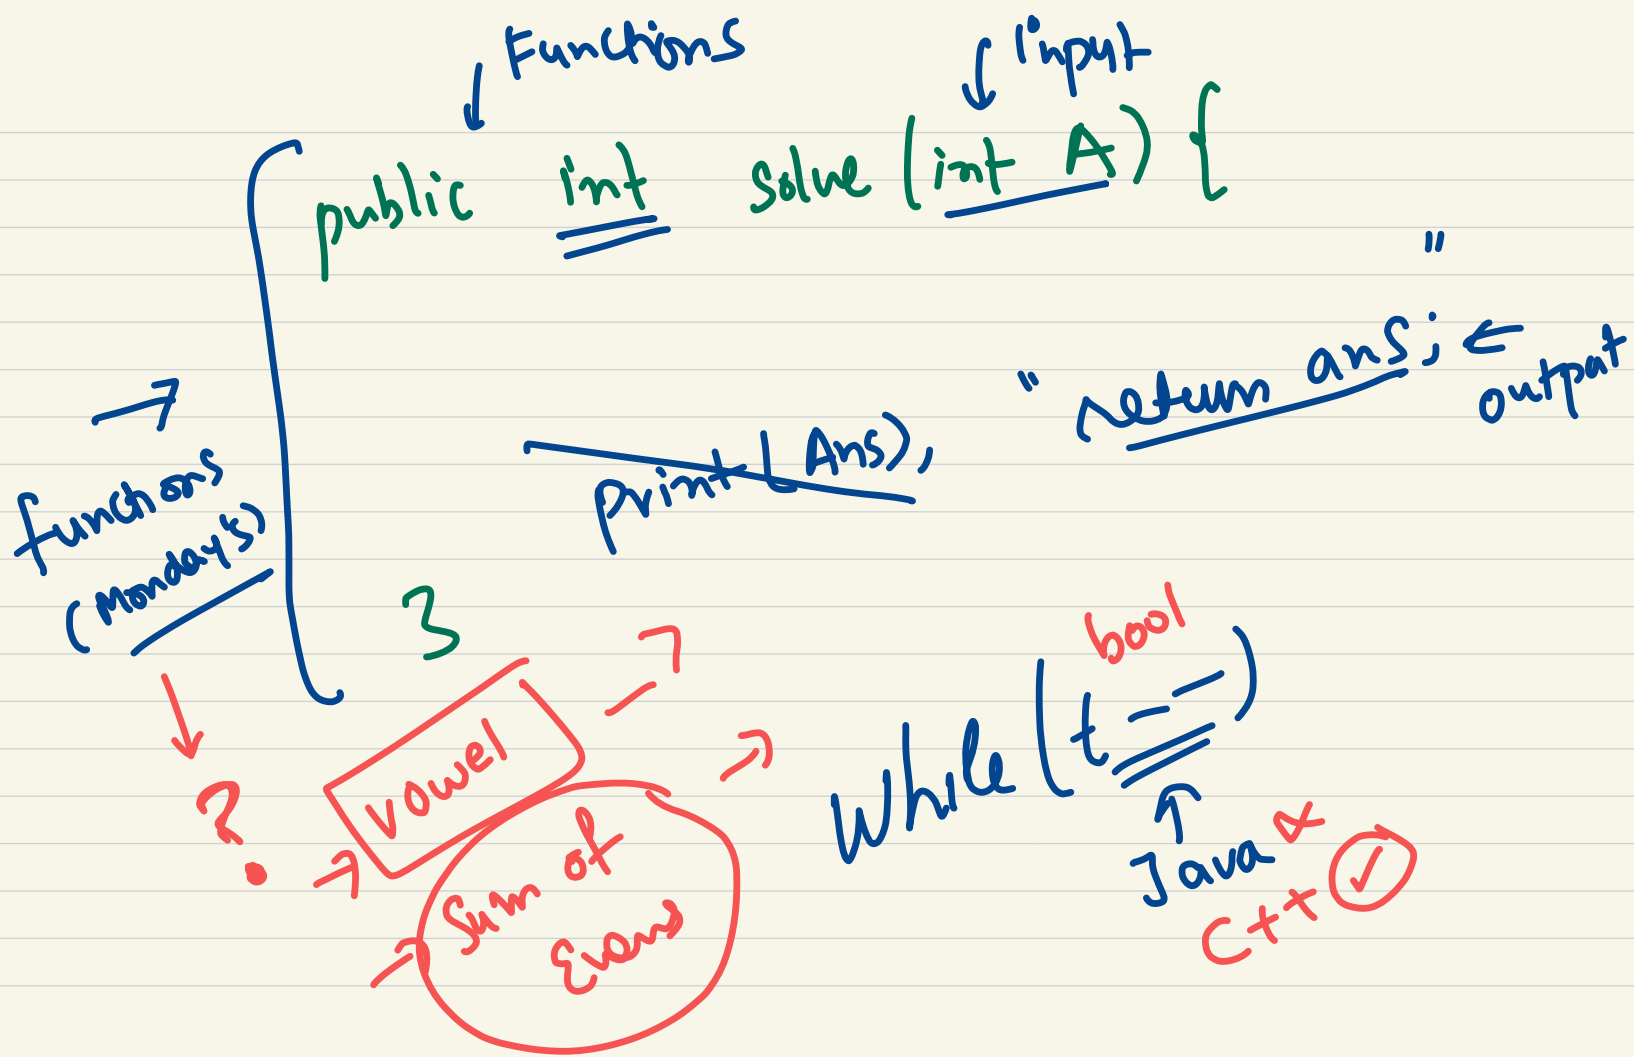 Functions
Input
public int solve (int A) {
"return ans; "
output
print(Ans),
functions
(Monday's)
}
bool
While (t--)
Java x
C++ ✓
?
vowel
Sum of
Evens